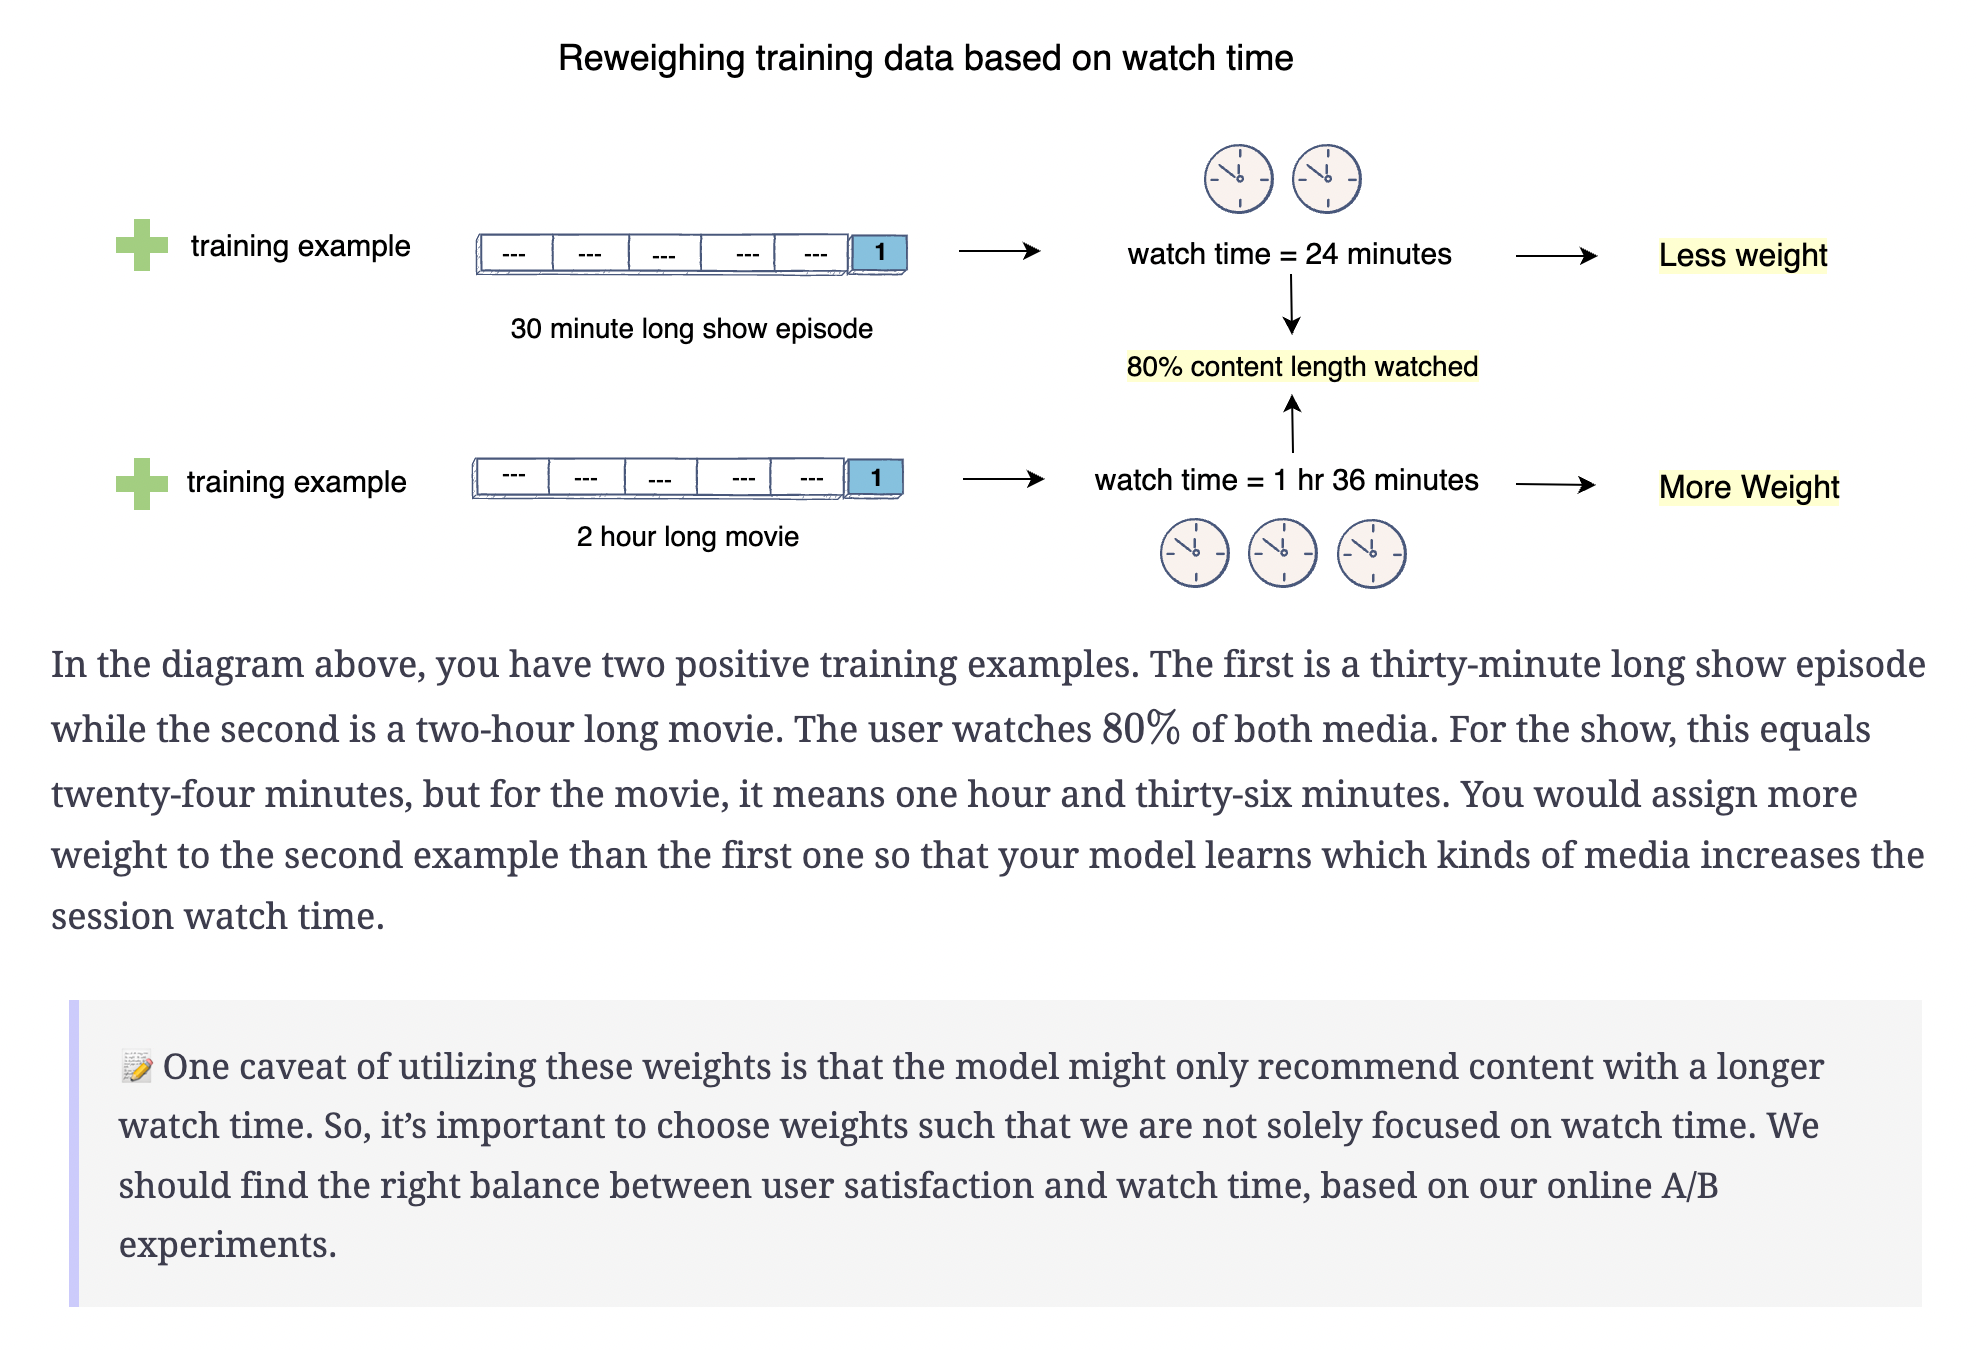 Reweighing training data based on watch time
training example
--- --- --- --- --- 1
30 minute long show episode
watch time = 24 minutes
Less weight
80% content length watched
training example
--- --- --- --- --- 1
2 hour long movie
watch time = 1 hr 36 minutes
More Weight
In the diagram above, you have two positive training examples. The first is a thirty-minute long show episode
while the second is a two-hour long movie. The user watches 80% of both media. For the show, this equals
twenty-four minutes, but for the movie, it means one hour and thirty-six minutes. You would assign more
weight to the second example than the first one so that your model learns which kinds of media increases the
session watch time.
📝 One caveat of utilizing these weights is that the model might only recommend content with a longer
watch time. So, it’s important to choose weights such that we are not solely focused on watch time. We
should find the right balance between user satisfaction and watch time, based on our online A/B
experiments.